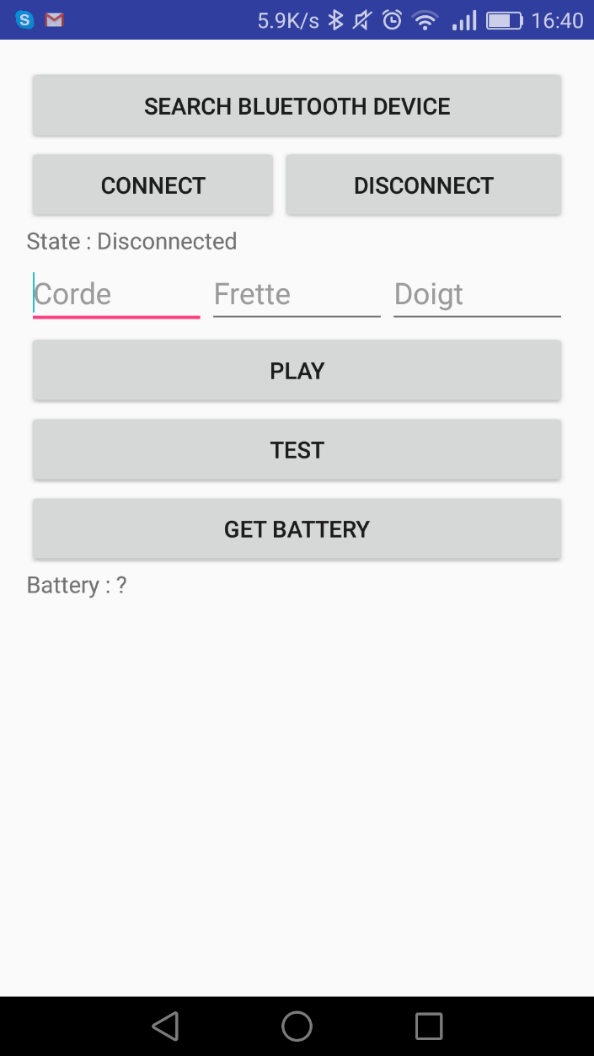 S 5.9K/s 16:40
SEARCH BLUETOOTH DEVICE
CONNECT DISCONNECT
State : Disconnected
Corde Frette Doigt
PLAY
TEST
GET BATTERY
Battery : ?